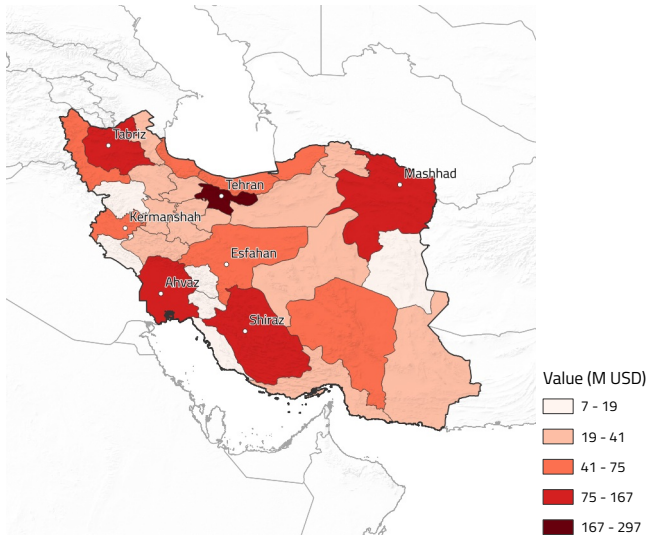 Tabriz
Mashhad
Tehran
Kermanshah
Esfahan
Ahvaz
Shiraz
Value (M USD)
7 - 19
19 - 41
41 - 75
75 - 167
167 - 297